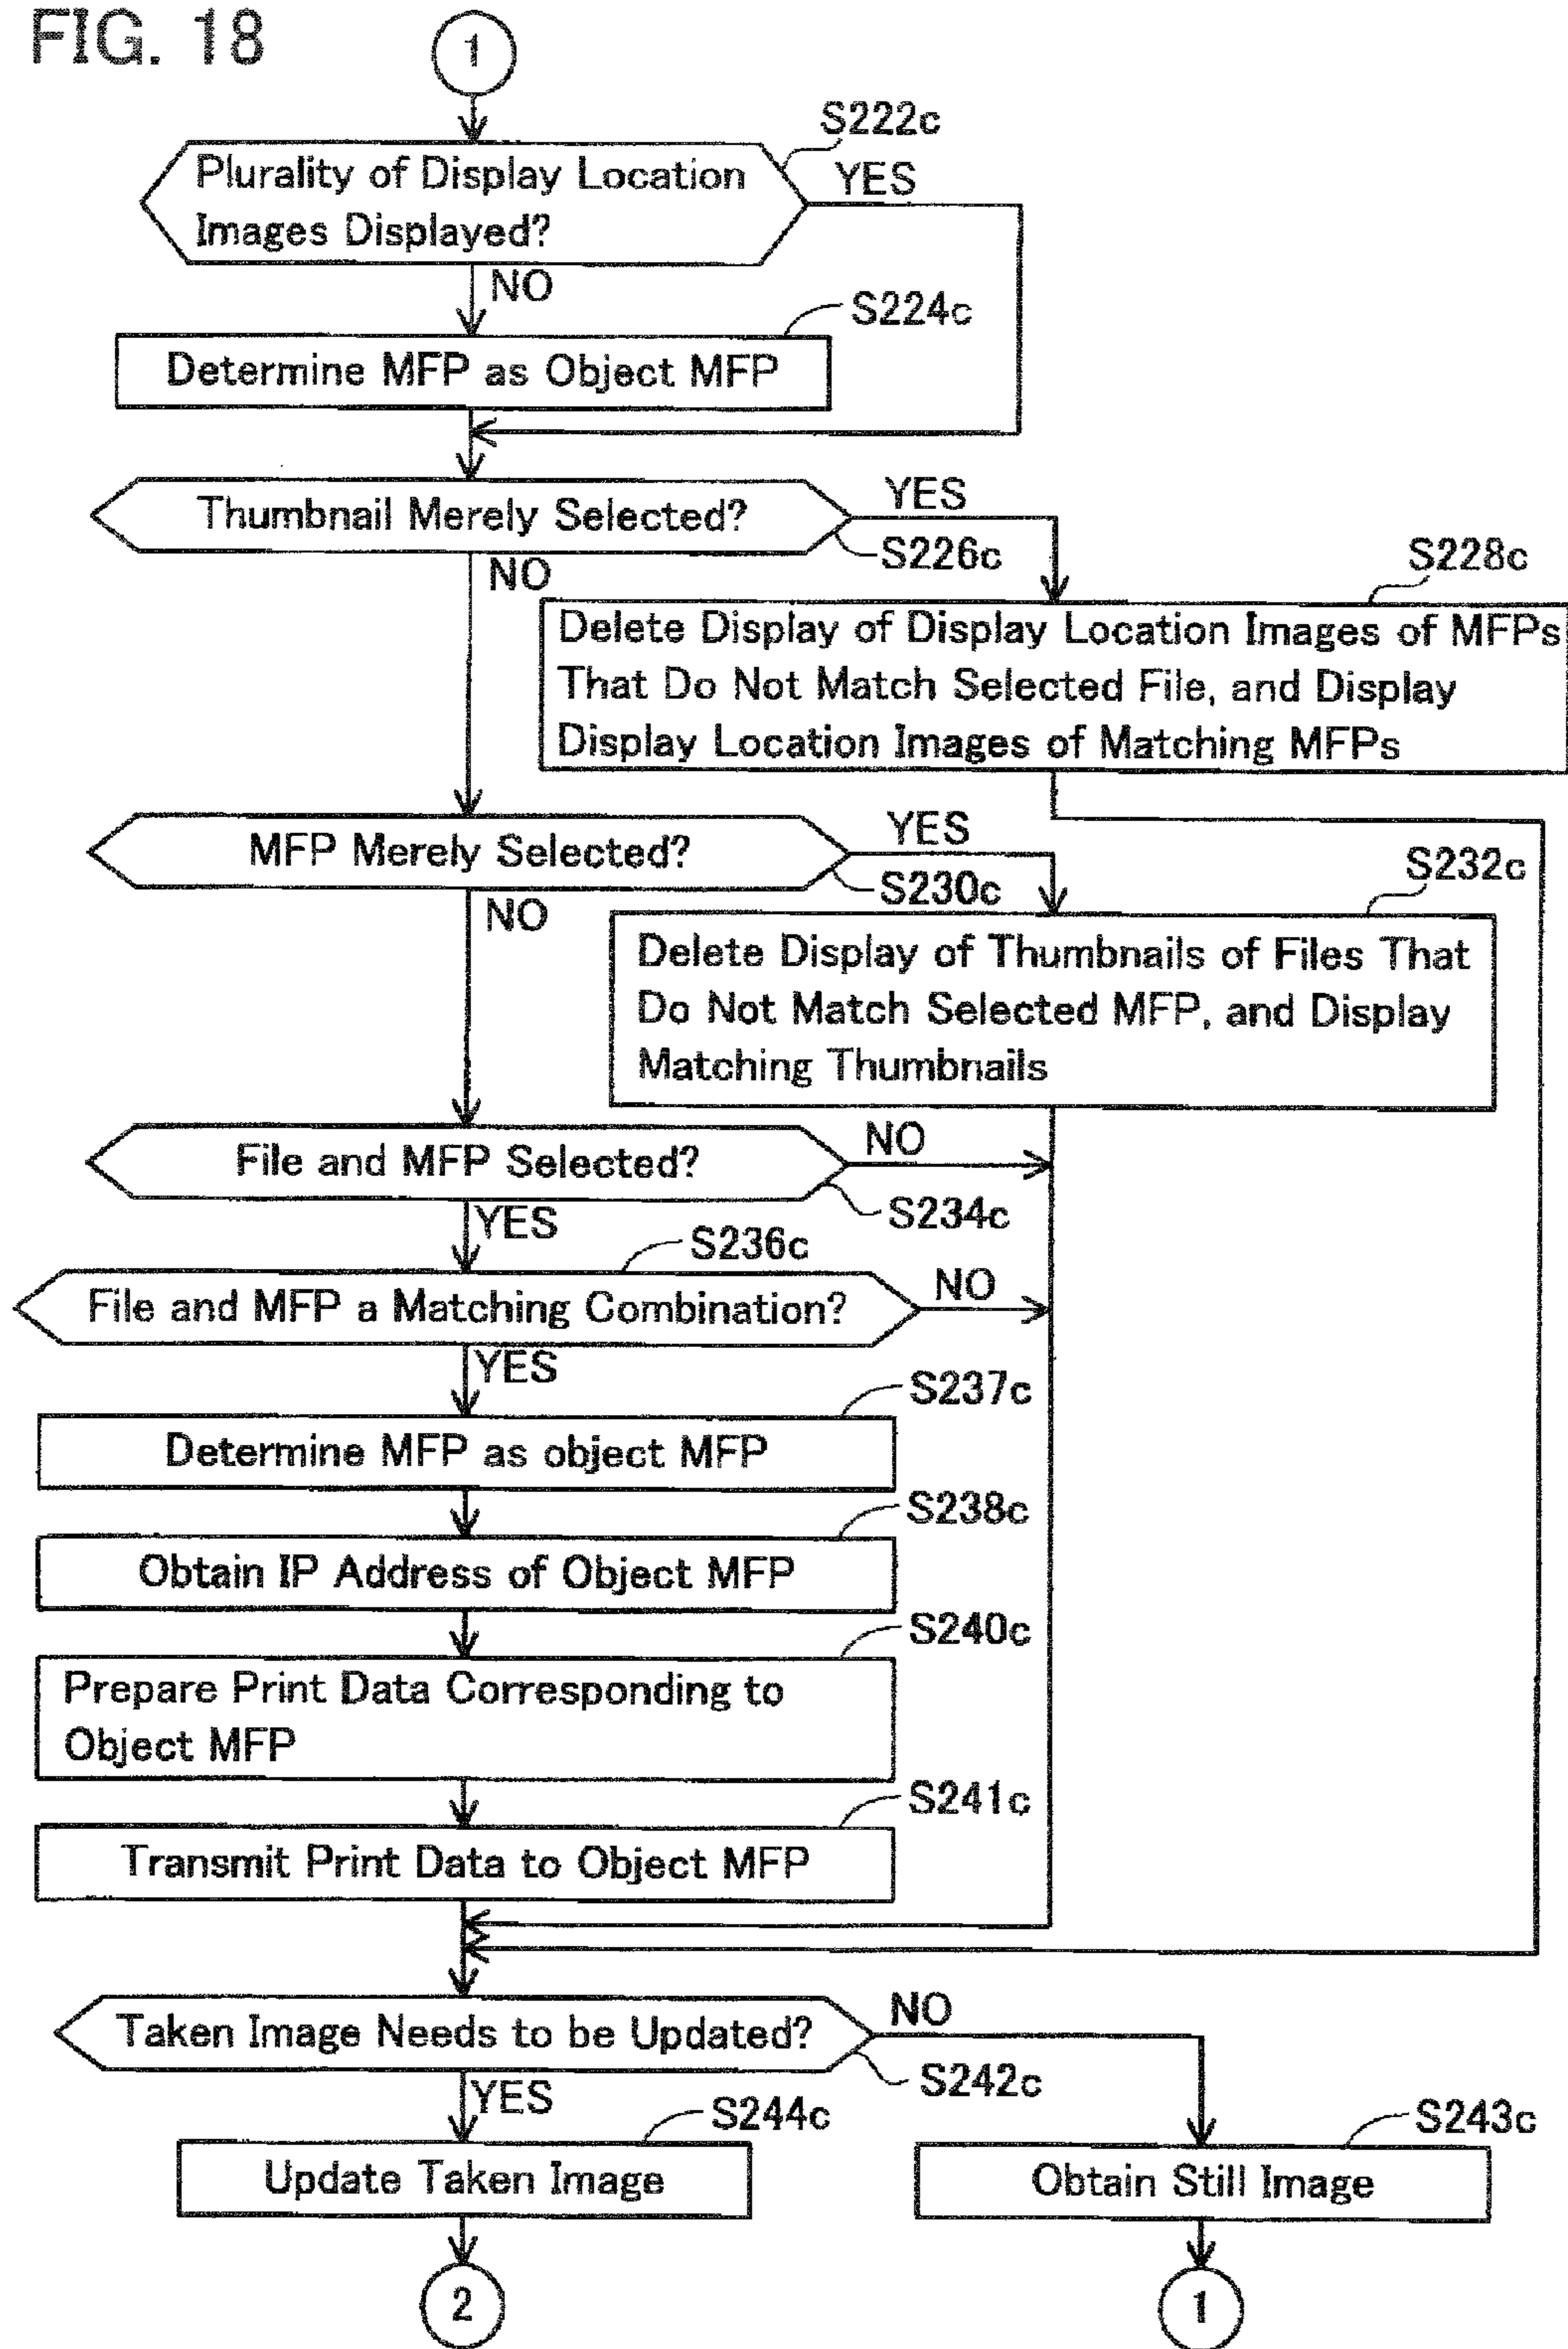 FIG. 18
1
S222c
Plurality of Display Location
Images Displayed?
YES
NO
S224c
Determine MFP as Object MFP
Thumbnail Merely Selected?
YES
S226c
NO
S228c
Delete Display of Display Location Images of MFPs
That Do Not Match Selected File, and Display
Display Location Images of Matching MFPs
MFP Merely Selected?
YES
S230c
NO
S232c
Delete Display of Thumbnails of Files That
Do Not Match Selected MFP, and Display
Matching Thumbnails
File and MFP Selected?
NO
S234c
YES
S236c
File and MFP a Matching Combination?
NO
YES
S237c
Determine MFP as object MFP
S238c
Obtain IP Address of Object MFP
S240c
Prepare Print Data Corresponding to
Object MFP
S241c
Transmit Print Data to Object MFP
Taken Image Needs to be Updated?
NO
S242c
YES
S244c
Update Taken Image
S243c
Obtain Still Image
2
1